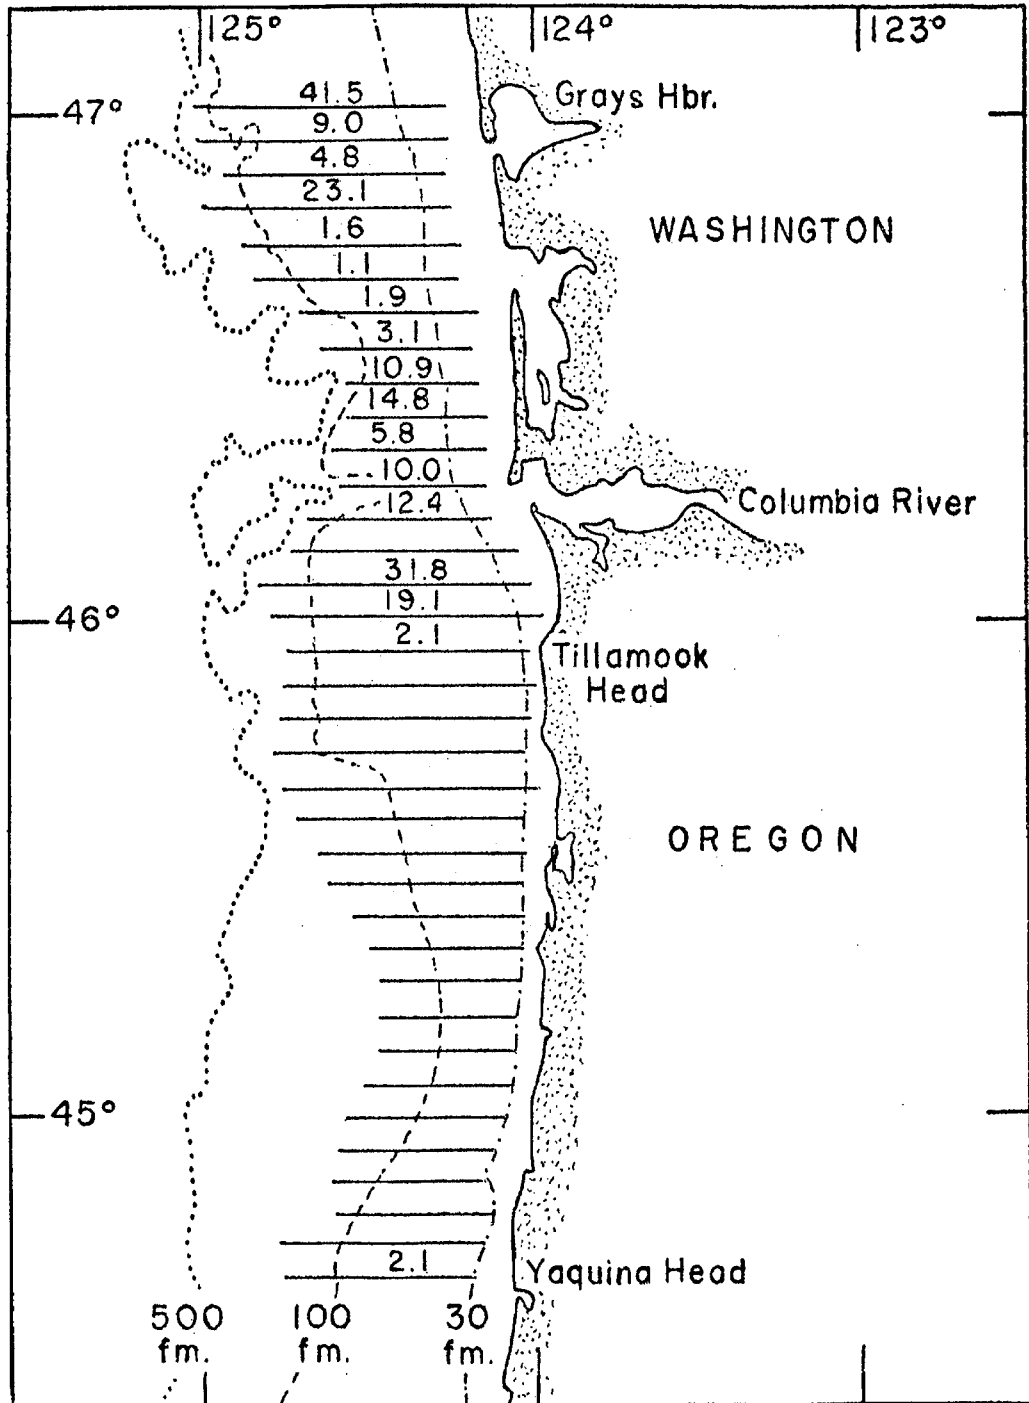 125° 124° 123°
41.5 Grays Hbr.
47°
9.0
4.8
23.1
WASHINGTON
1.6
1.1
1.9
3.1
10.9
14.8
5.8
10.0
12.4 Columbia River
31.8
19.1
46°
2.1
Tillamook
Head
OREGON
45°
2.1 Yaquina Head
500 100 30
fm. fm. fm.